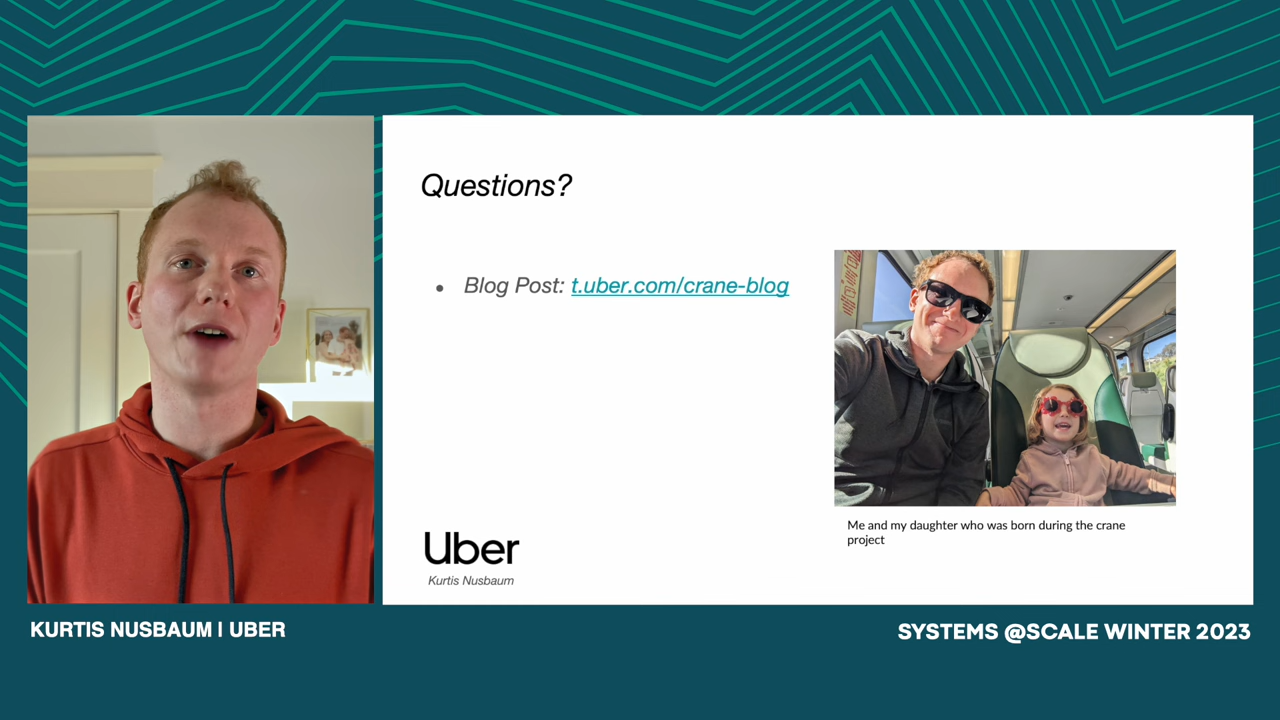 Questions?
• Blog Post: t.uber.com/crane-blog
Me and my daughter who was born during the crane
project
Uber
Kurtis Nusbaum
KURTIS NUSBAUM | UBER
SYSTEMS @SCALE WINTER 2023